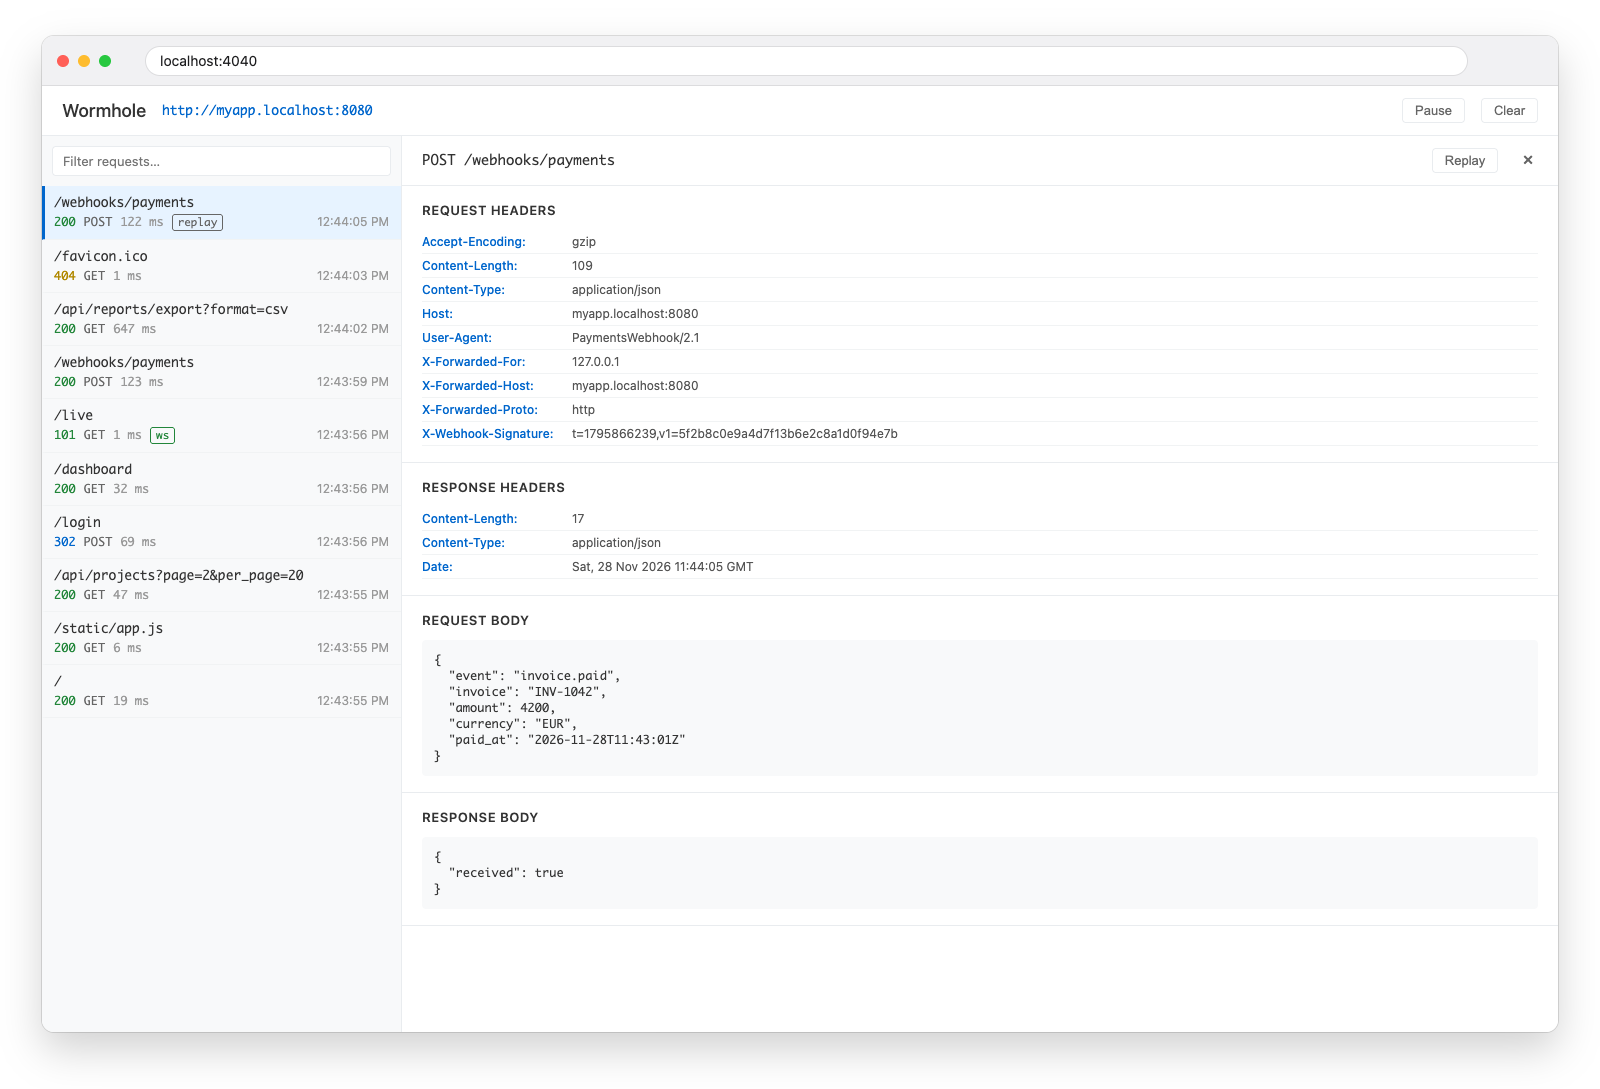 localhost:4040
Wormhole http://myapp.localhost:8080 Pause Clear
Filter requests...
/webhooks/payments
200 POST 122 ms replay 12:44:05 PM
/favicon.ico
404 GET 1 ms 12:44:03 PM
/api/reports/export?format=csv
200 GET 647 ms 12:44:02 PM
/webhooks/payments
200 POST 123 ms 12:43:59 PM
/live
101 GET 1 ms ws 12:43:56 PM
/dashboard
200 GET 32 ms 12:43:56 PM
/login
302 POST 69 ms 12:43:56 PM
/api/projects?page=2&per_page=20
200 GET 47 ms 12:43:55 PM
/static/app.js
200 GET 6 ms 12:43:55 PM
/
200 GET 19 ms 12:43:55 PM
POST /webhooks/payments Replay ×
REQUEST HEADERS
Accept-Encoding: gzip
Content-Length: 109
Content-Type: application/json
Host: myapp.localhost:8080
User-Agent: PaymentsWebhook/2.1
X-Forwarded-For: 127.0.0.1
X-Forwarded-Host: myapp.localhost:8080
X-Forwarded-Proto: http
X-Webhook-Signature: t=1795866239,v1=5f2b8c0e9a4d7f13b6e2c8a1d0f94e7b
RESPONSE HEADERS
Content-Length: 17
Content-Type: application/json
Date: Sat, 28 Nov 2026 11:44:05 GMT
REQUEST BODY
{
"event": "invoice.paid",
"invoice": "INV-1042",
"amount": 4200,
"currency": "EUR",
"paid_at": "2026-11-28T11:43:01Z"
}
RESPONSE BODY
{
"received": true
}